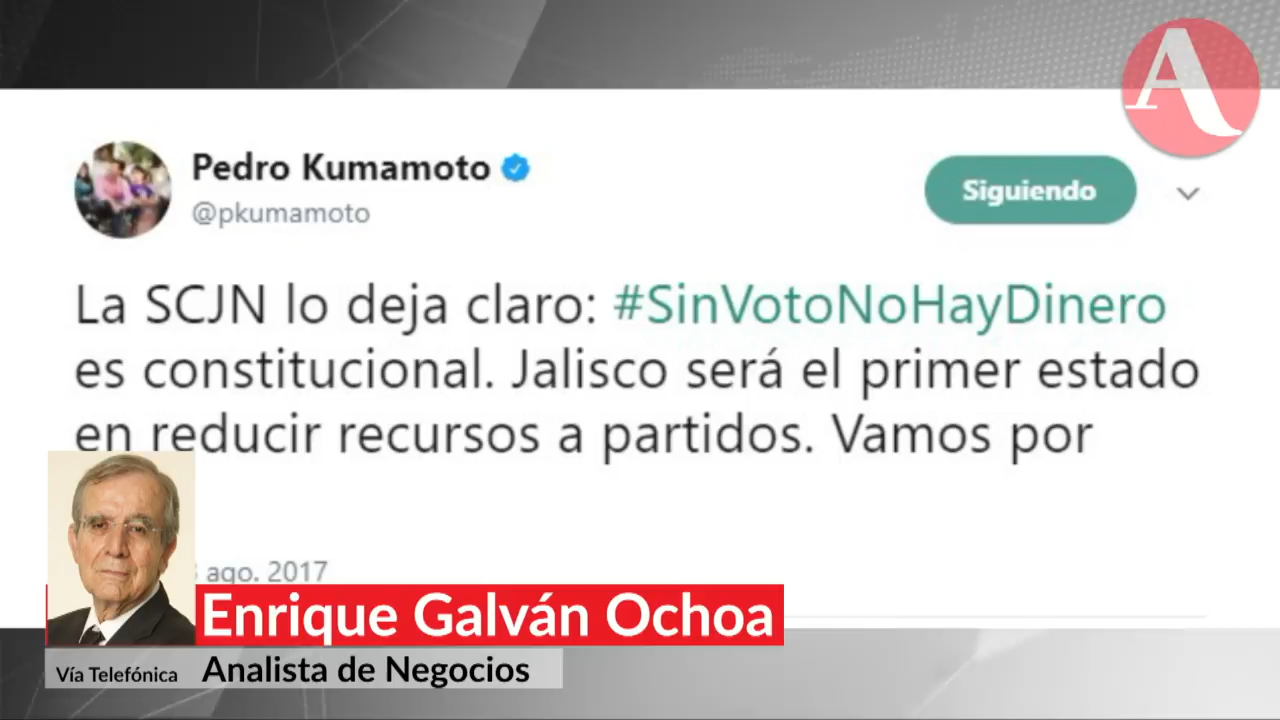 A
Pedro Kumamoto
@pkumamoto
Siguiendo
La SCJN lo deja claro: #SinVotoNoHayDinero
es constitucional. Jalisco será el primer estado
en reducir recursos a partidos. Vamos por
ago. 2017
Enrique Galván Ochoa
Vía Telefónica
Analista de Negocios